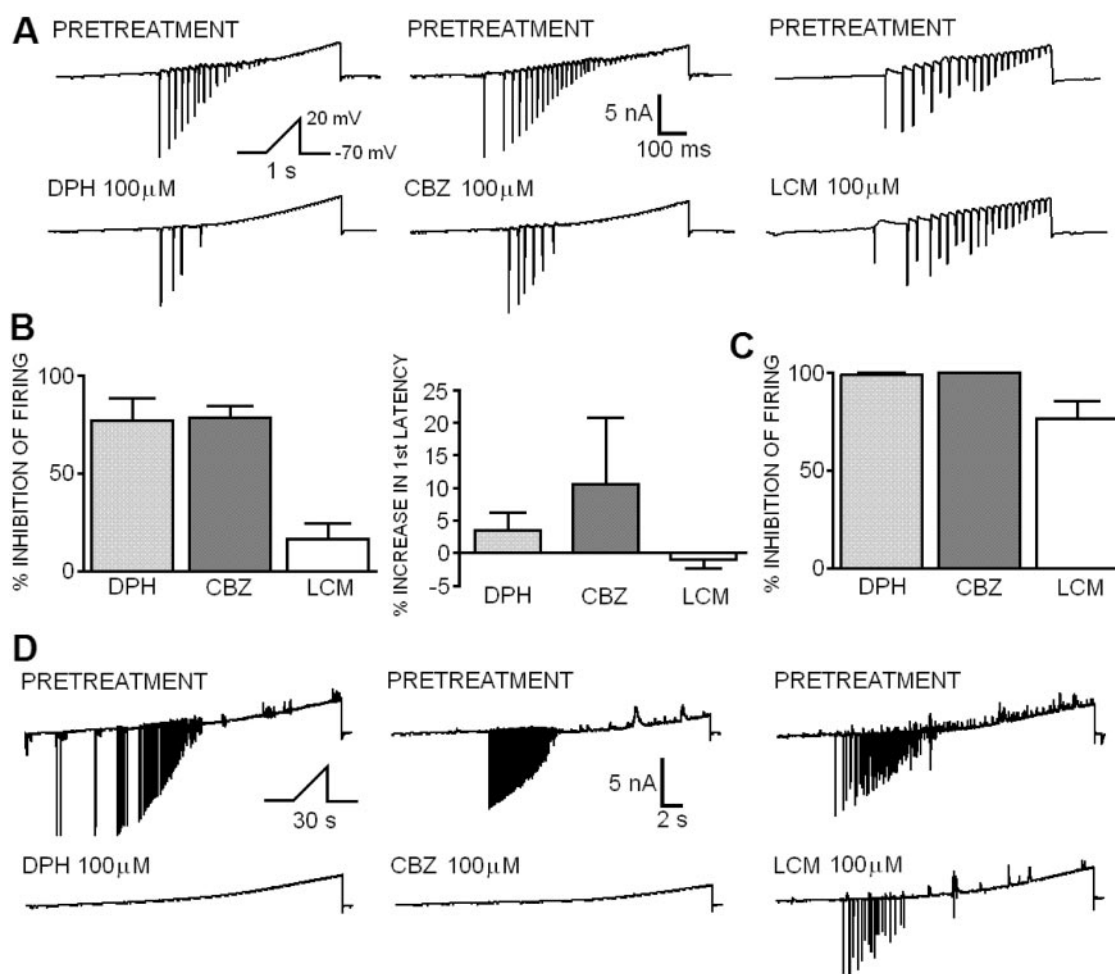 A
PRETREATMENT PRETREATMENT PRETREATMENT
20 mV
-70 mV
1 s
5 nA
100 ms
DPH 100µM CBZ 100µM LCM 100µM
B
% INHIBITION OF FIRING
100
50
0
DPH CBZ LCM
% INCREASE IN 1st LATENCY
25
20
15
10
5
0
-5
DPH CBZ LCM
C
% INHIBITION OF FIRING
100
50
0
DPH CBZ LCM
D
PRETREATMENT PRETREATMENT PRETREATMENT
30 s
5 nA
2 s
DPH 100µM CBZ 100µM LCM 100µM